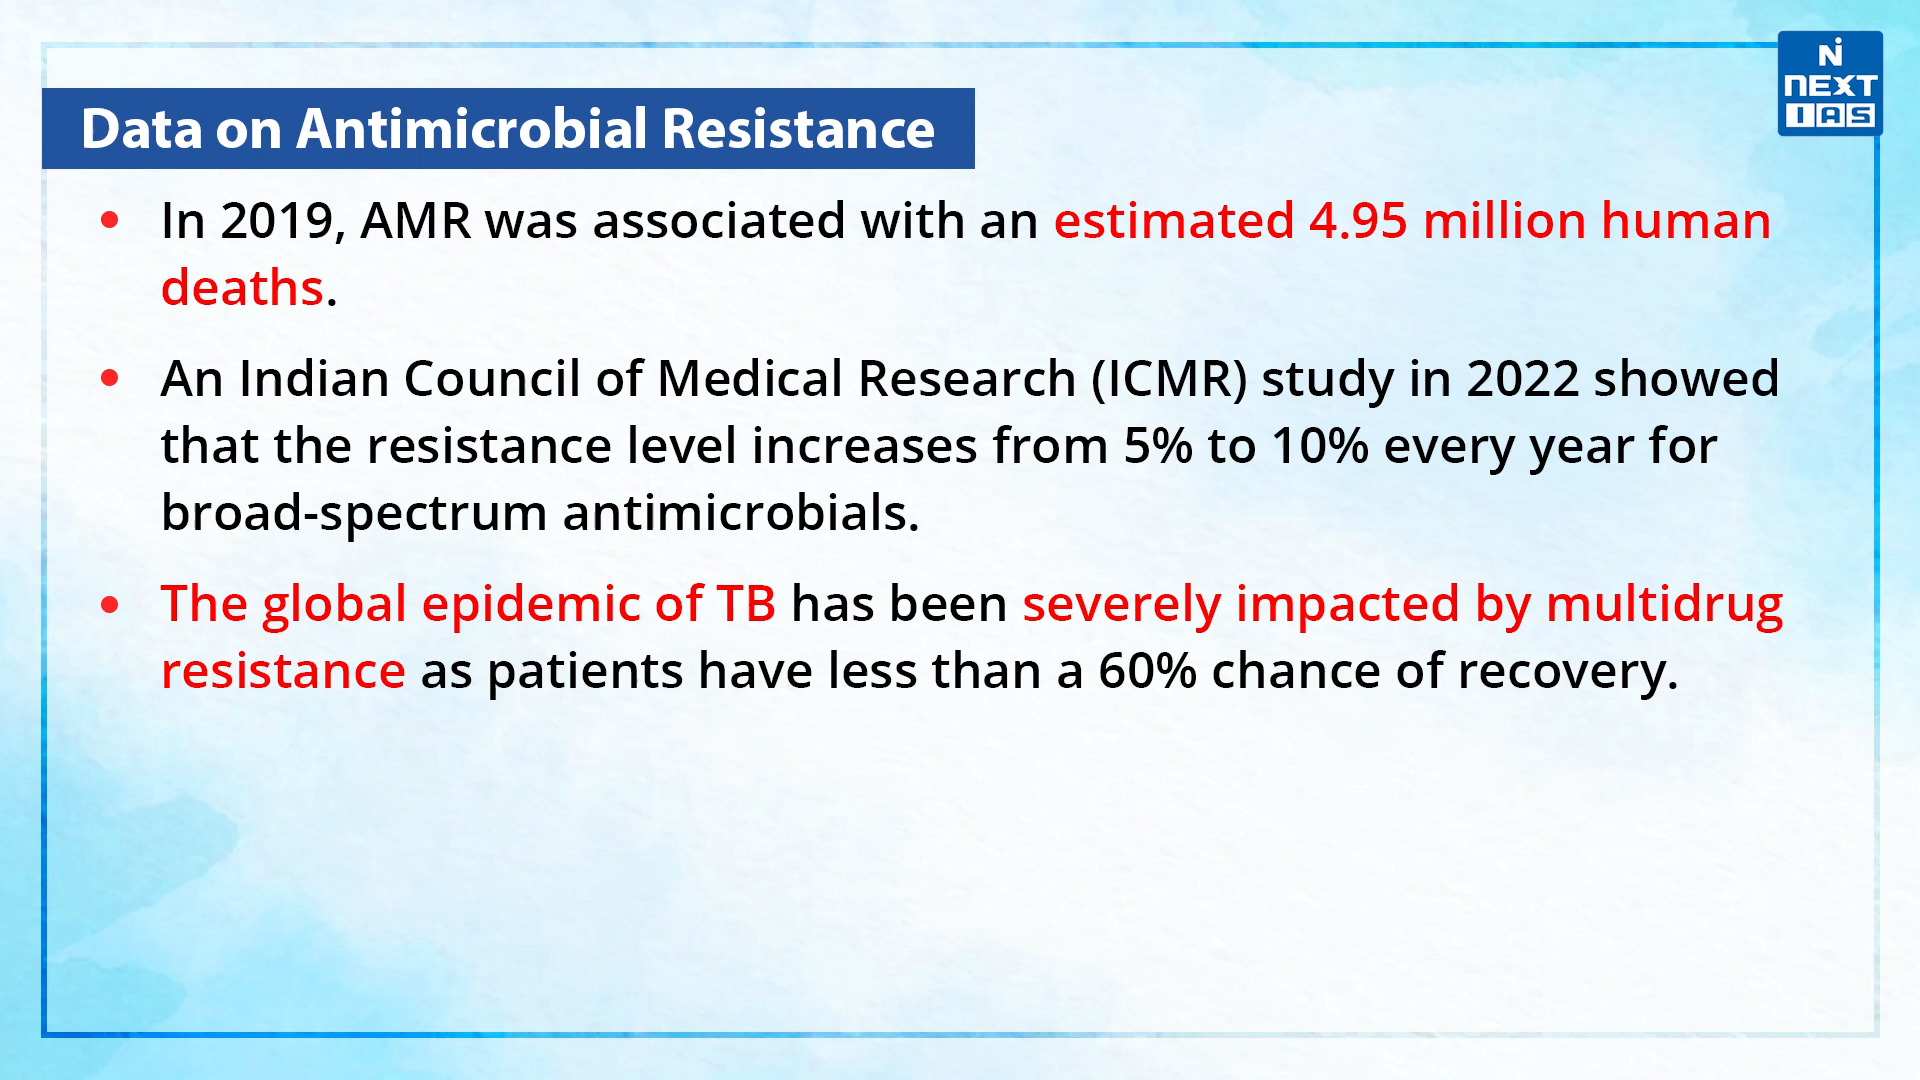 N
NEXT
IAS
Data on Antimicrobial Resistance
• In 2019, AMR was associated with an estimated 4.95 million human
deaths.
• An Indian Council of Medical Research (ICMR) study in 2022 showed
that the resistance level increases from 5% to 10% every year for
broad-spectrum antimicrobials.
• The global epidemic of TB has been severely impacted by multidrug
resistance as patients have less than a 60% chance of recovery.